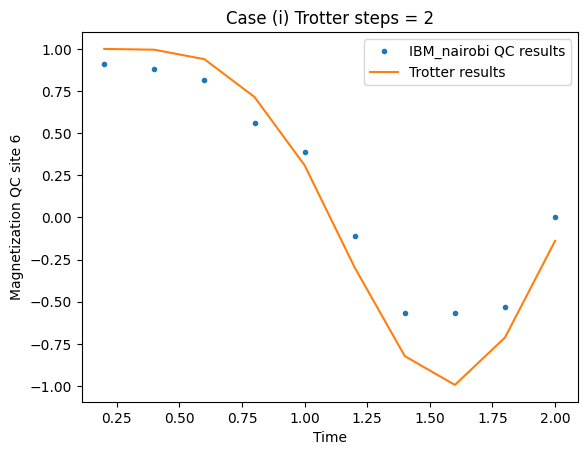 Case (i) Trotter steps = 2
IBM_nairobi QC results
Trotter results
Magnetization QC site 6
1.00
0.75
0.50
0.25
0.00
−0.25
−0.50
−0.75
−1.00
0.25 0.50 0.75 1.00 1.25 1.50 1.75 2.00
Time